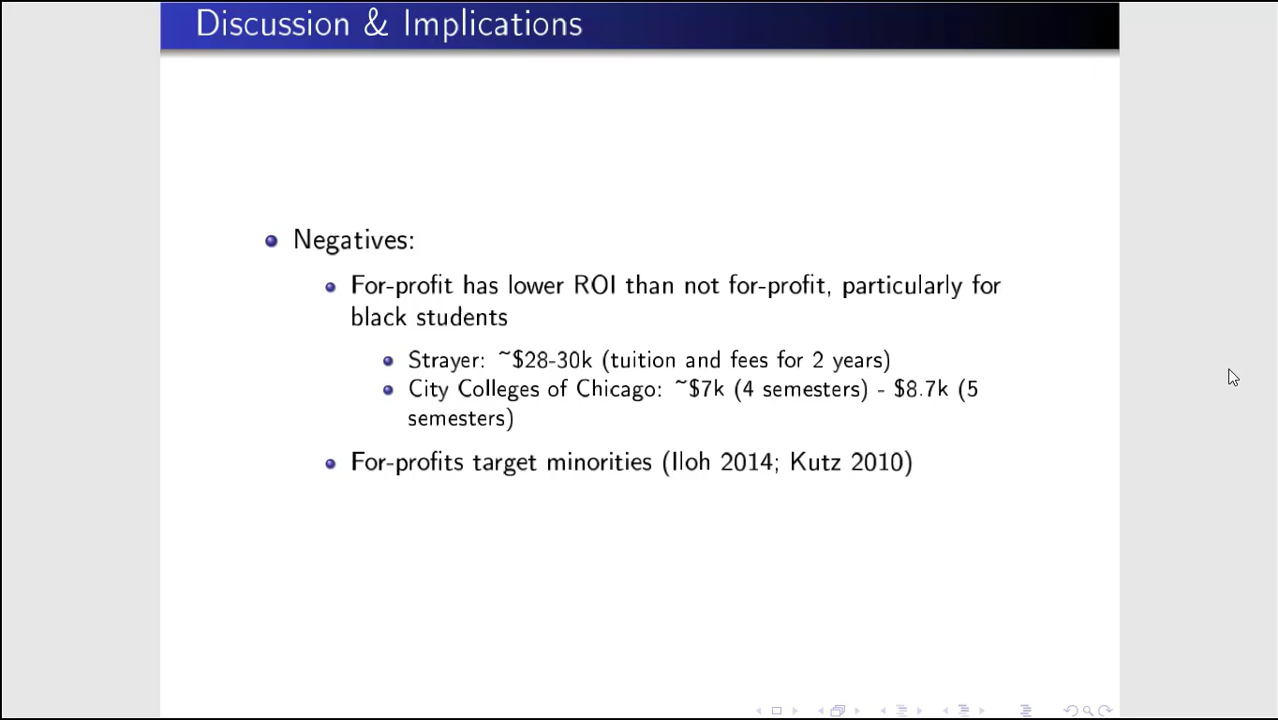 Discussion & Implications
Negatives:
For-profit has lower ROI than not for-profit, particularly for
black students
Strayer: ~$28-30k (tuition and fees for 2 years)
City Colleges of Chicago: ~$7k (4 semesters) - $8.7k (5
semesters)
For-profits target minorities (Iloh 2014; Kutz 2010)